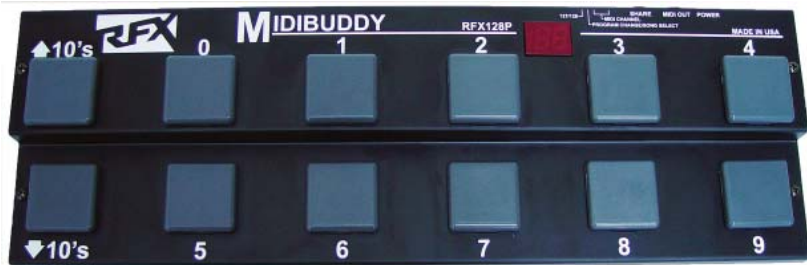 RFX
MIDIBUDDY
RFX128P
SHARE MIDI OUT POWER
MIDI CHANNEL
PROGRAM CHANGE/SONG SELECT
MADE IN USA
10's 0 1 2 3 4
10's 5 6 7 8 9